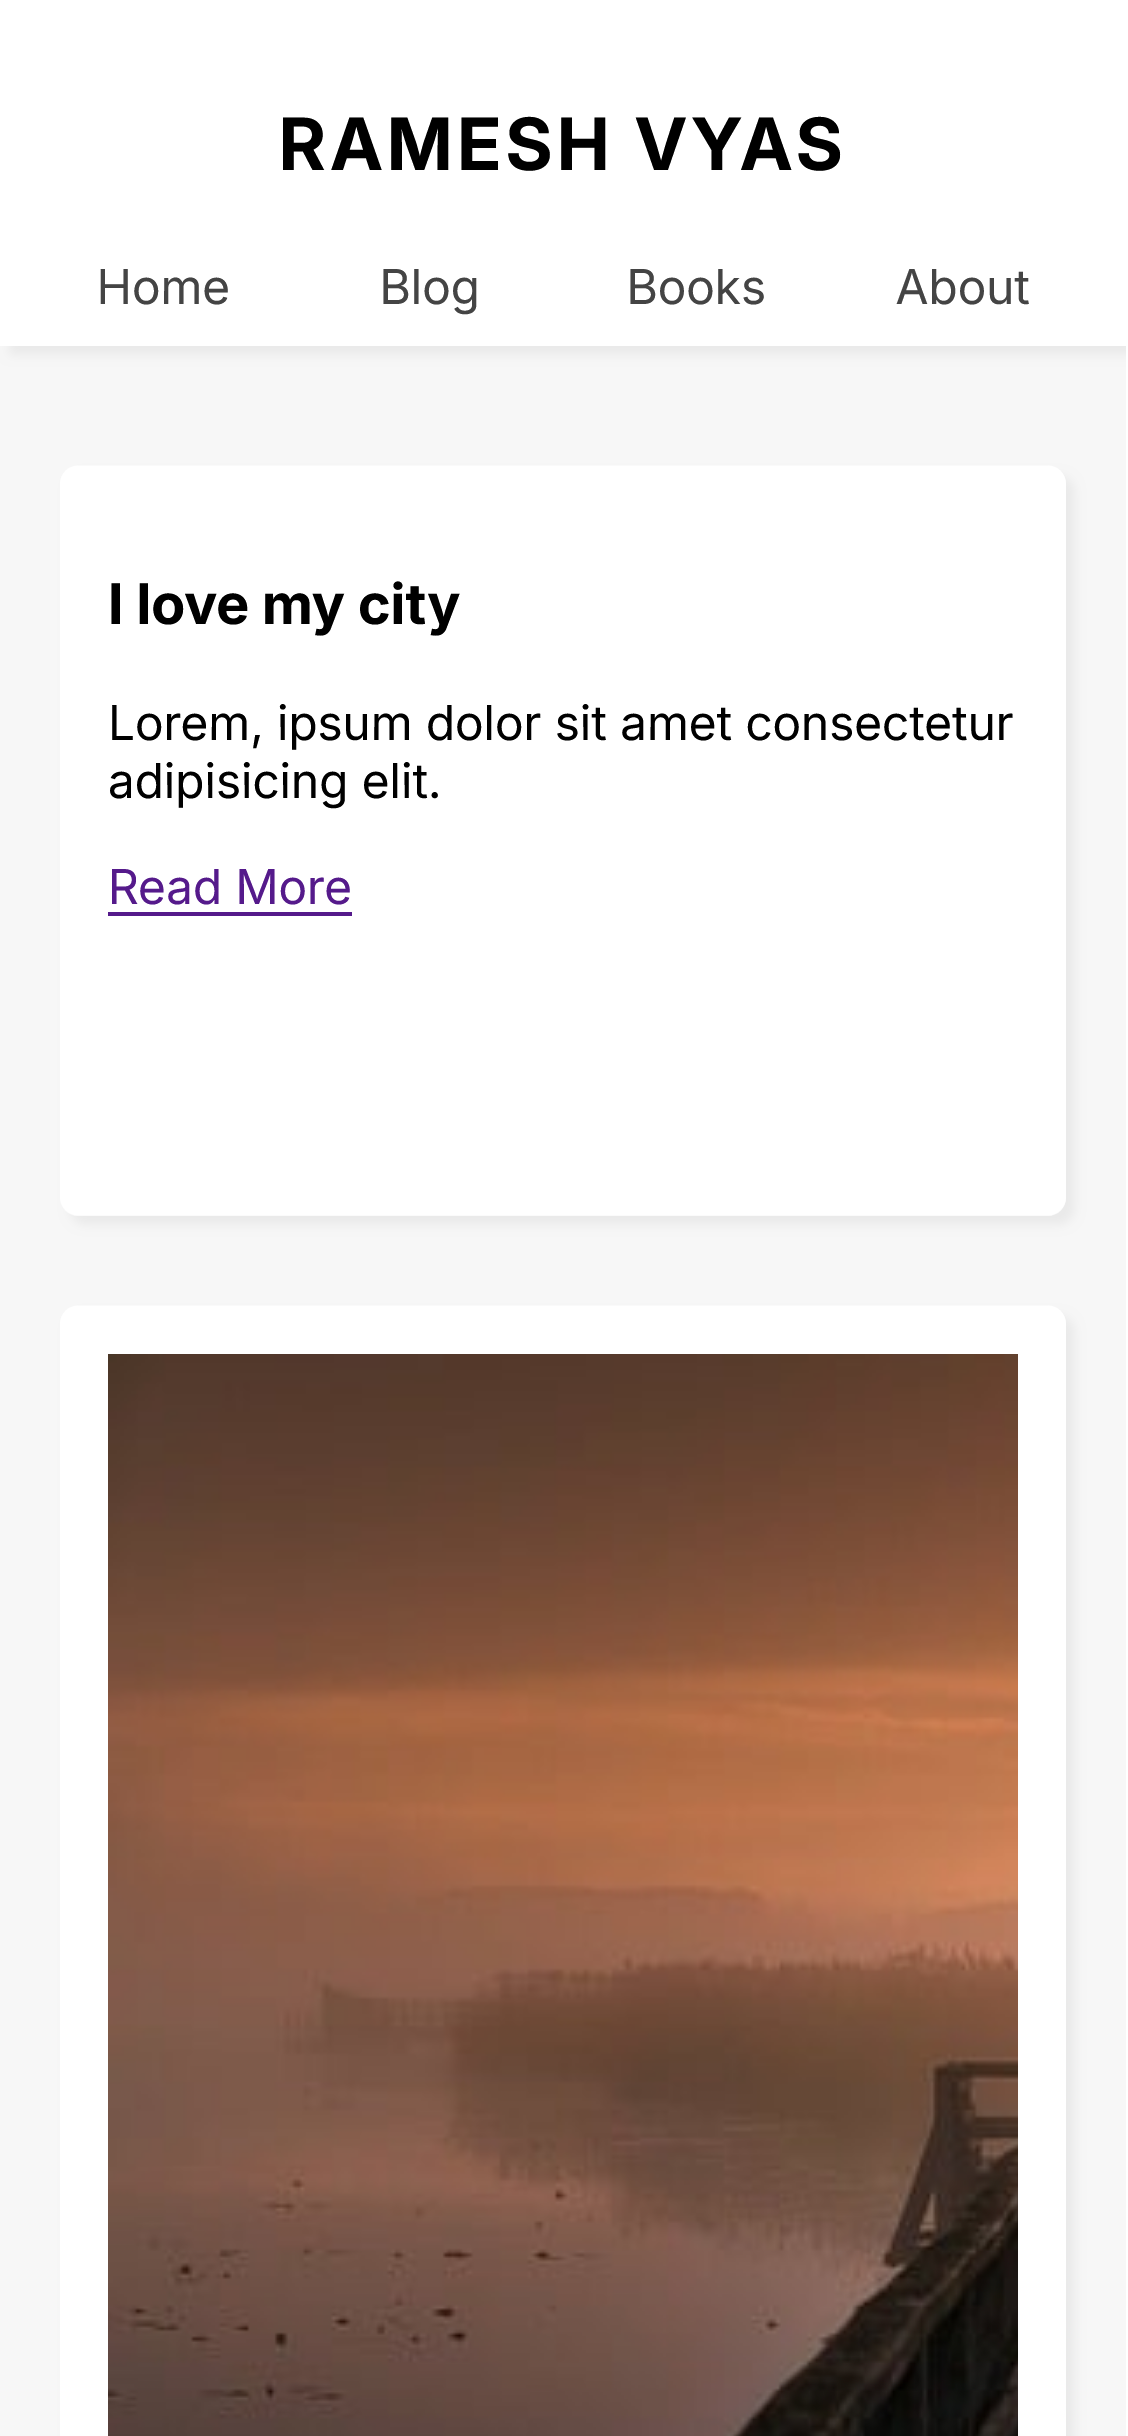 RAMESH VYAS
Home Blog Books About
I love my city
Lorem, ipsum dolor sit amet consectetur
adipisicing elit.
Read More